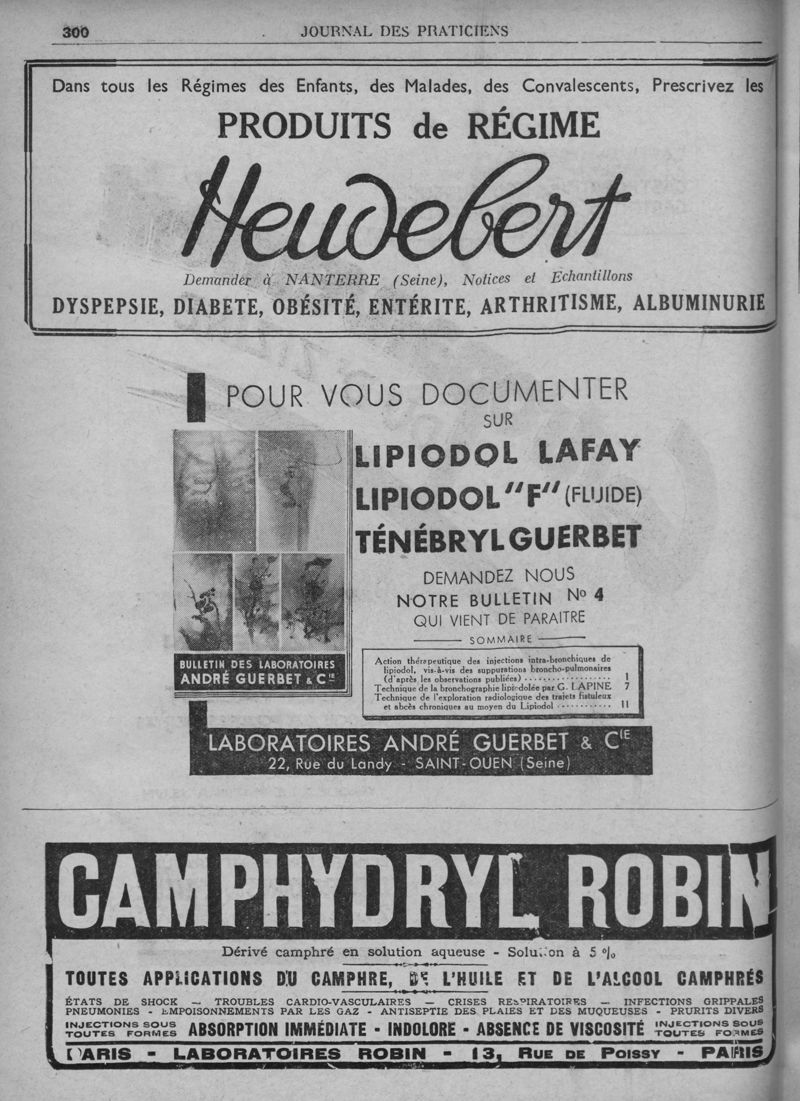 300 JOURNAL DES PRATICIENS
Dans tous les Régimes des Enfants, des Malades, des Convalescents, Prescrivez les
PRODUITS de RÉGIME
Heudebert
Demander à NANTERRE (Seine), Notices et Echantillons
DYSPEPSIE, DIABETE, OBÉSITÉ, ENTÉRITE, ARTHRITISME, ALBUMINURIE
POUR VOUS DOCUMENTER
SUR
LIPIODOL LAFAY
LIPIODOL "F" (FLUIDE)
TÉNÉBRYL GUERBET
DEMANDEZ NOUS
NOTRE BULLETIN No 4
QUI VIENT DE PARAITRE
SOMMAIRE
Action thérapeutique des injections intra-bronchiques de
lipiodol, vis-à-vis des suppurations broncho-pulmonaires
(d'après les observations publiées) .................. 1
Technique de la bronchographie lipiodolée par G. LAPINE 7
Technique de l'exploration radiologique des trajets fistuleux
et abcès chroniques au moyen du Lipiodol ............ 11
BULLETIN DES LABORATOIRES
ANDRÉ GUERBET & Cie
LABORATOIRES ANDRÉ GUERBET & CIE
22, Rue du Landy - SAINT-OUEN (Seine)
CAMPHYDRYL ROBIN
Dérivé camphré en solution aqueuse - Solution à 5 %
TOUTES APPLICATIONS DU CAMPHRE, DE L'HUILE ET DE L'ALCOOL CAMPHRÉS
ÉTATS DE SHOCK — TROUBLES CARDIO-VASCULAIRES — CRISES RESPIRATOIRES — INFECTIONS GRIPPALES
PNEUMONIES - EMPOISONNEMENTS PAR LES GAZ - ANTISEPTIE DES PLAIES ET DES MUQUEUSES - PRURITS DIVERS
INJECTIONS SOUS TOUTES FORMES ABSORPTION IMMÉDIATE - INDOLORE - ABSENCE DE VISCOSITÉ INJECTIONS SOUS TOUTES FORMES
PARIS - LABORATOIRES ROBIN - 13, RUE DE POISSY - PARIS